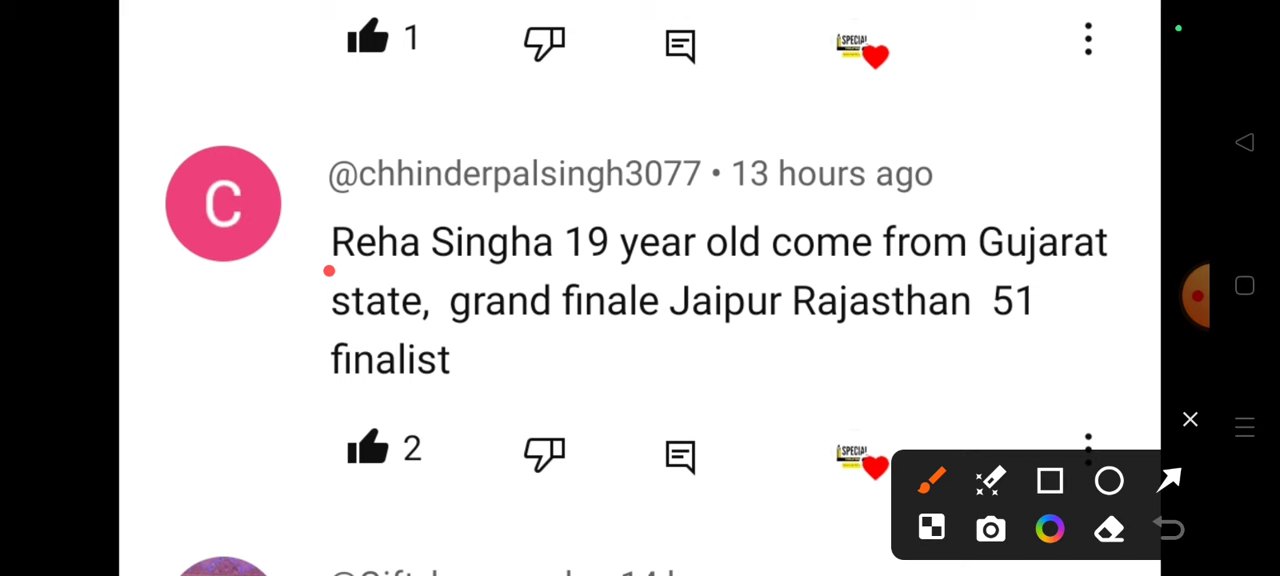 1
SPECIAL
@chhinderpalsingh3077 • 13 hours ago
C
Reha Singha 19 year old come from Gujarat
state, grand finale Jaipur Rajasthan 51
finalist
2
SPECIAL